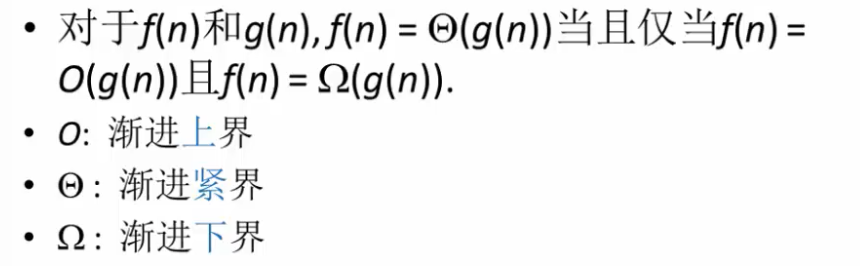 • 对于f(n)和g(n), f(n) = Θ(g(n))当且仅当f(n) =
O(g(n))且f(n) = Ω(g(n)).
• O: 渐进上界
• Θ: 渐进紧界
• Ω: 渐进下界